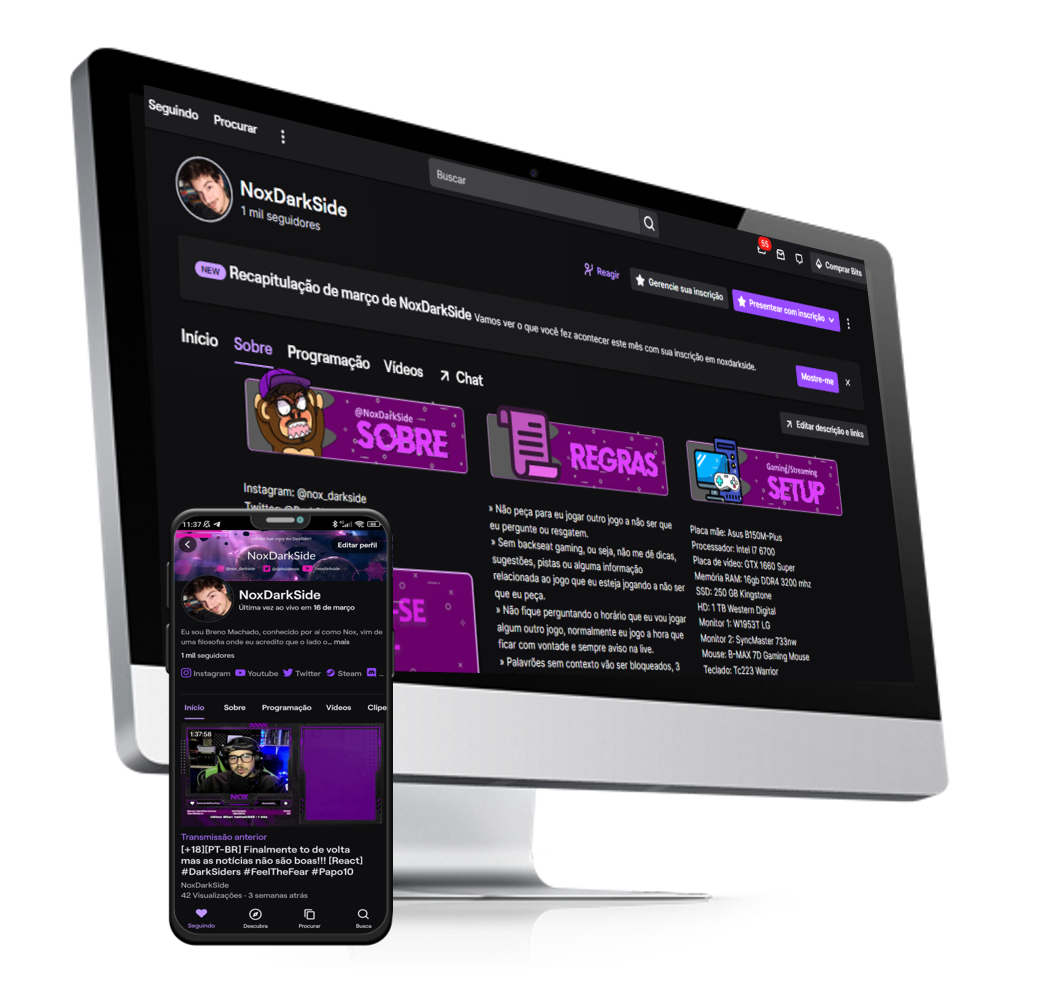 Seguindo Procurar
Buscar
NoxDarkSide
1 mil seguidores
55
Comprar Bits
Reagir
Gerencie sua inscrição
Presentear com inscrição
NEW Recapitulação de março de NoxDarkSide Vamos ver o que você fez acontecer este mês com sua inscrição em noxdarkside.
Mostre-me X
Início Sobre Programação Vídeos Chat
Editar descrição e links
@NoxDarkSide
SOBRE
Instagram: @nox_darkside
REGRAS
» Não peça para eu jogar outro jogo a não ser que
eu pergunte ou resgatem.
» Sem backseat gaming, ou seja, não me dê dicas,
sugestões, pistas ou alguma informação
relacionada ao jogo que eu esteja jogando a não ser
que eu peça.
» Não fique perguntando o horário que eu vou jogar
algum outro jogo, normalmente eu jogo a hora que
ficar com vontade e sempre aviso na live.
» Palavrões sem contexto vão ser bloqueados, 3
Gaming/Streaming
SETUP
Placa mãe: Asus B150M-Plus
Processador: Intel I7 6700
Placa de vídeo: GTX 1660 Super
Memória RAM: 16gb DDR4 3200 mhz
SSD: 250 GB Kingstone
HD: 1 TB Western Digital
Monitor 1: W1953T LG
Monitor 2: SyncMaster 733nw
Mouse: B-MAX 7D Gaming Mouse
Teclado: Tc223 Warrior
-SE
11:37
Editar perfil
NoxDarkSide
NoxDarkSide
Última vez ao vivo em 16 de março
Eu sou Breno Machado, conhecido por aí como Nox, vim de
uma filosofia onde eu acredito que o lado o... mais
1 mil seguidores
Instagram Youtube Twitter Steam ...
Início Sobre Programação Vídeos Clipe
1:37:58
NOX
Transmissão anterior
[+18][PT-BR] Finalmente to de volta
mas as notícias não são boas!!! [React]
#DarkSiders #FeelTheFear #Papo10
NoxDarkSide
42 Visualizações · 3 semanas atrás
Seguindo Descubra Procurar Busca